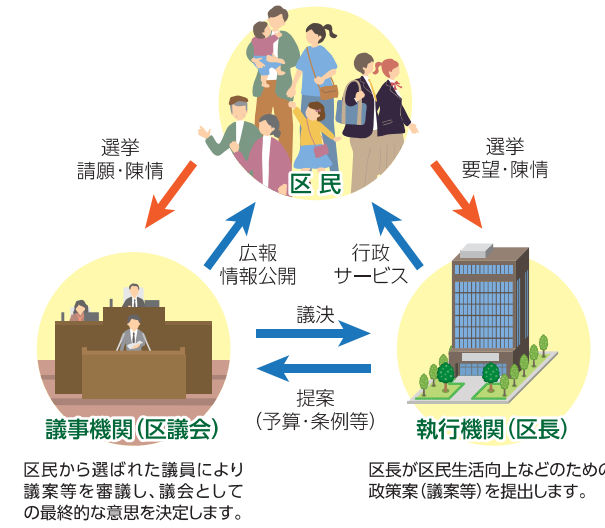 選挙
請願・陳情
選挙
要望・陳情
区民
広報
情報公開
行政
サービス
議決
提案
(予算・条例等)
議事機関(区議会)
執行機関(区長)
区民から選ばれた議員により
議案等を審議し、議会として
の最終的な意思を決定します。
区長が区民生活向上などのための
政策案(議案等)を提出します。